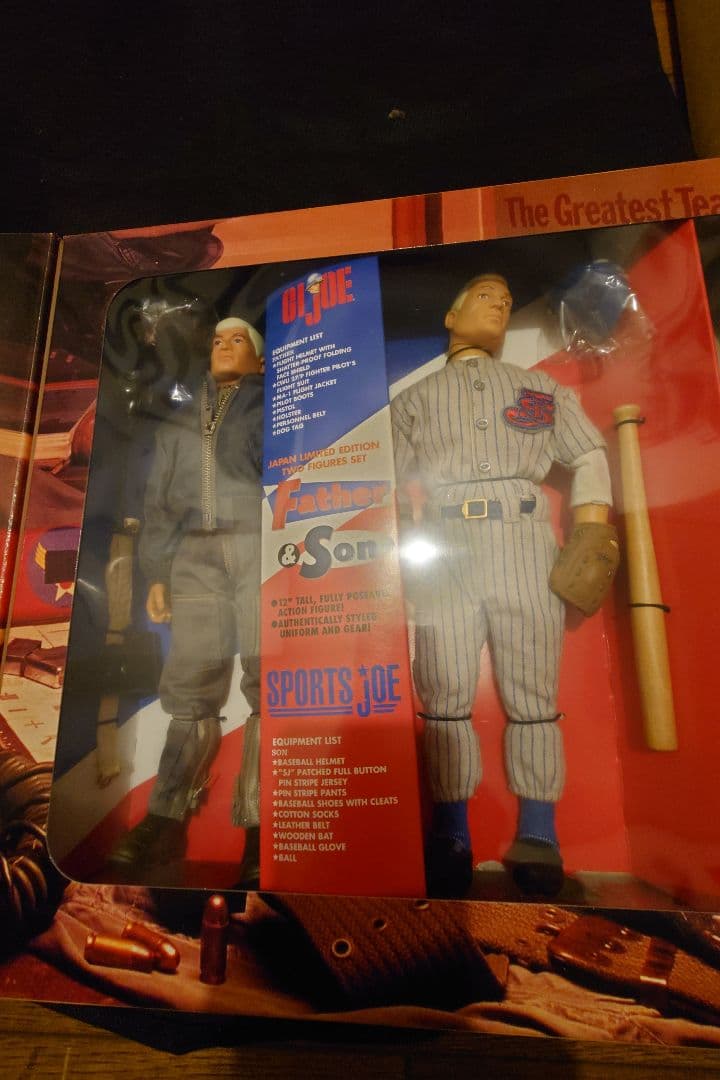 The Greatest Tea
GI JOE
EQUIPMENT LIST
FATHER
★FLIGHT HELMET WITH
SHATTER-PROOF FOLDING
FACE SHIELD
★CWU 27/P FIGHTER PILOT'S
FLIGHT SUIT
★MA-1 FLIGHT JACKET
★PILOT BOOTS
★PISTOL
★HOLSTER
★PERSONNEL BELT
★DOG TAG
JAPAN LIMITED EDITION
TWO FIGURES SET
Father
& Son
●12" TALL, FULLY POSEABLE
ACTION FIGURE!
●AUTHENTICALLY STYLED
UNIFORM AND GEAR!
SPORTS JOE
EQUIPMENT LIST
SON
★BASEBALL HELMET
★"SJ" PATCHED FULL BUTTON
PIN STRIPE JERSEY
★PIN STRIPE PANTS
★BASEBALL SHOES WITH CLEATS
★COTTON SOCKS
★LEATHER BELT
★WOODEN BAT
★BASEBALL GLOVE
★BALL